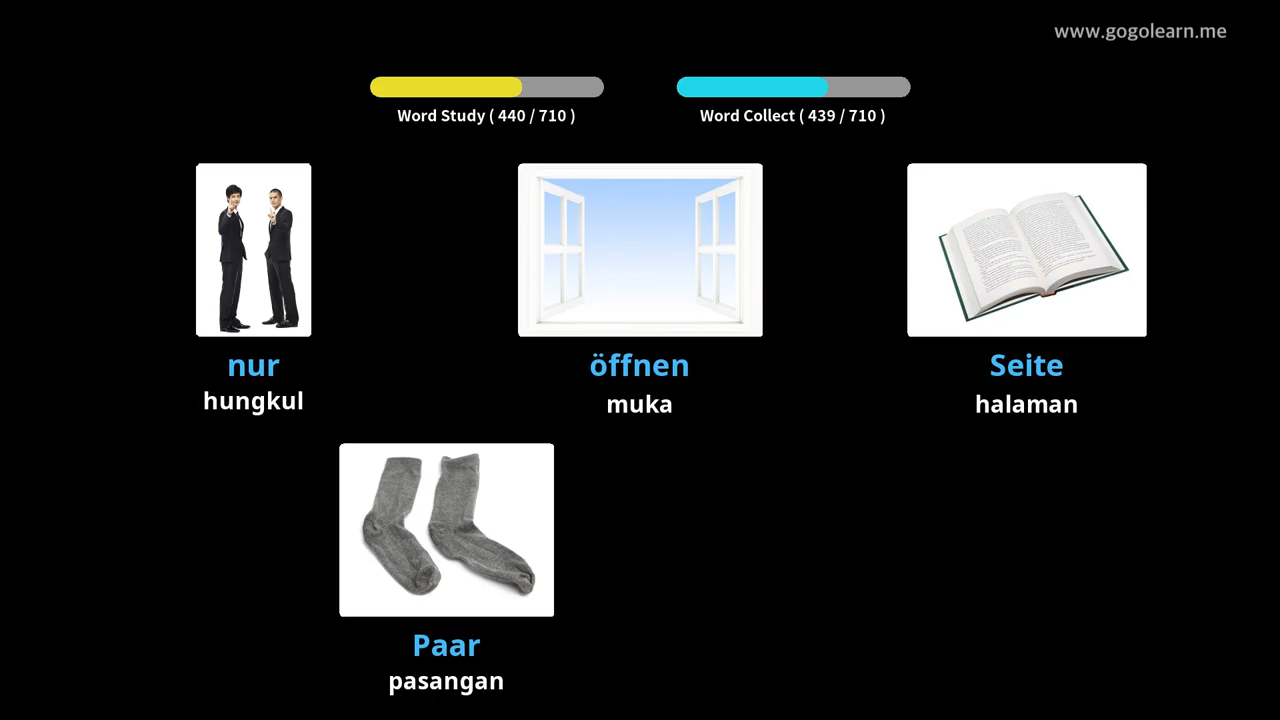 www.gogolearn.me
Word Study ( 440 / 710 )
Word Collect ( 439 / 710 )
nur
hungkul
öffnen
muka
Seite
halaman
Paar
pasangan